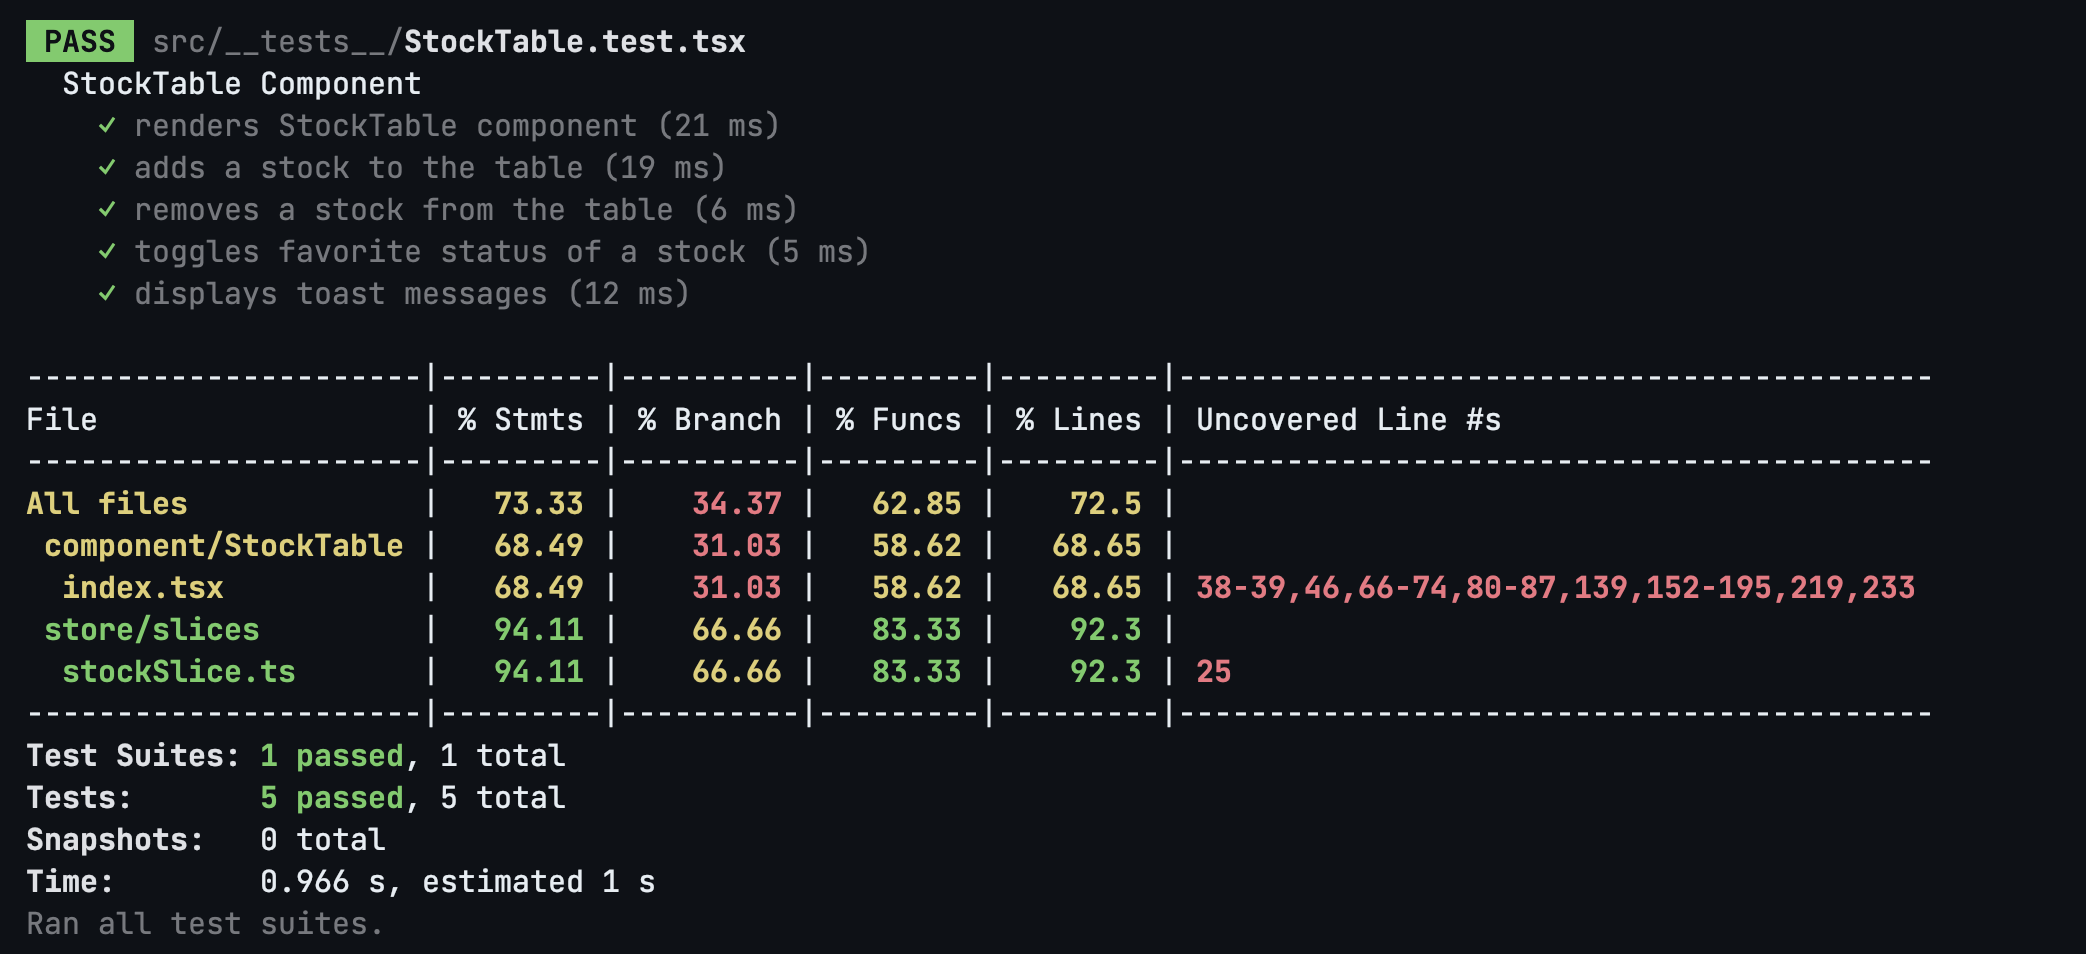 PASS src/__tests__/StockTable.test.tsx
  StockTable Component
    ✓ renders StockTable component (21 ms)
    ✓ adds a stock to the table (19 ms)
    ✓ removes a stock from the table (6 ms)
    ✓ toggles favorite status of a stock (5 ms)
    ✓ displays toast messages (12 ms)

----------------------|---------|----------|---------|---------|------------------------------------------
File                  | % Stmts | % Branch | % Funcs | % Lines | Uncovered Line #s
----------------------|---------|----------|---------|---------|------------------------------------------
All files             |   73.33 |    34.37 |   62.85 |    72.5 |
 component/StockTable |   68.49 |    31.03 |   58.62 |   68.65 |
  index.tsx           |   68.49 |    31.03 |   58.62 |   68.65 | 38-39,46,66-74,80-87,139,152-195,219,233
 store/slices         |   94.11 |    66.66 |   83.33 |    92.3 |
  stockSlice.ts       |   94.11 |    66.66 |   83.33 |    92.3 | 25
----------------------|---------|----------|---------|---------|------------------------------------------
Test Suites: 1 passed, 1 total
Tests:       5 passed, 5 total
Snapshots:   0 total
Time:        0.966 s, estimated 1 s
Ran all test suites.